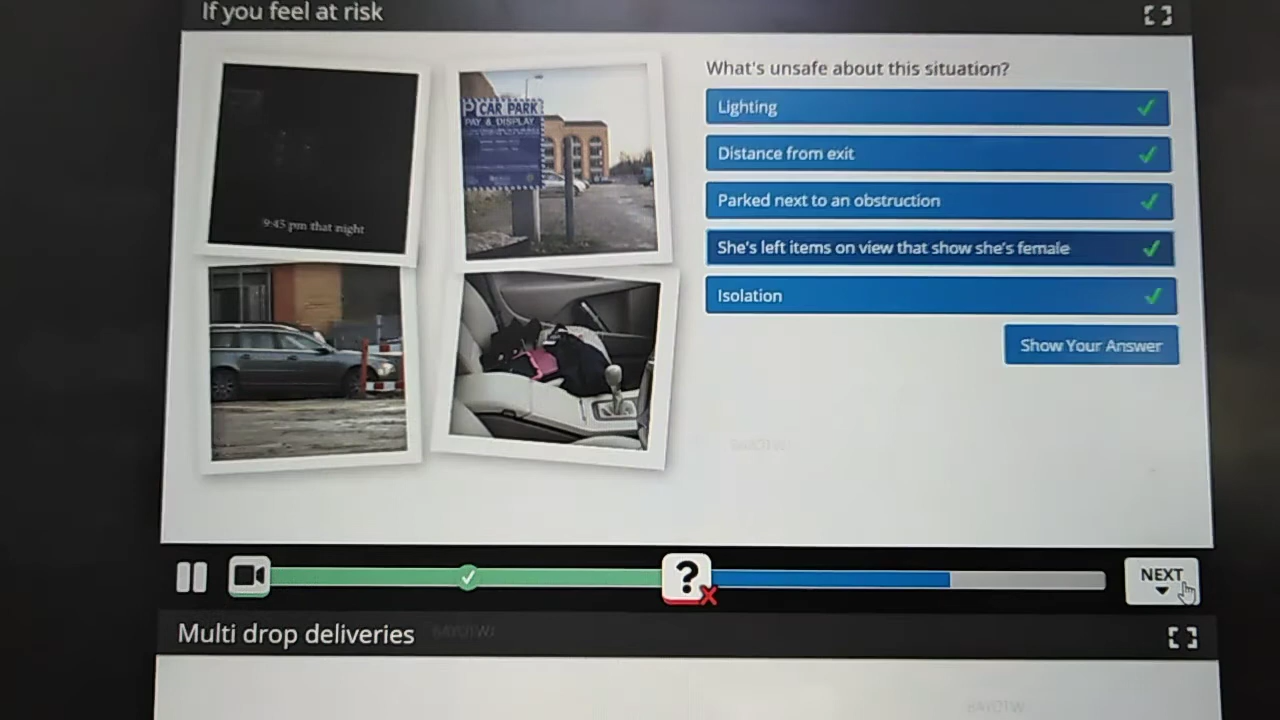 If you feel at risk
What's unsafe about this situation?
Lighting
Distance from exit
Parked next to an obstruction
She's left items on view that show she's female
Isolation
Show Your Answer
9:45 pm that night
P CAR PARK
PAY & DISPLAY
?
NEXT
Multi drop deliveries